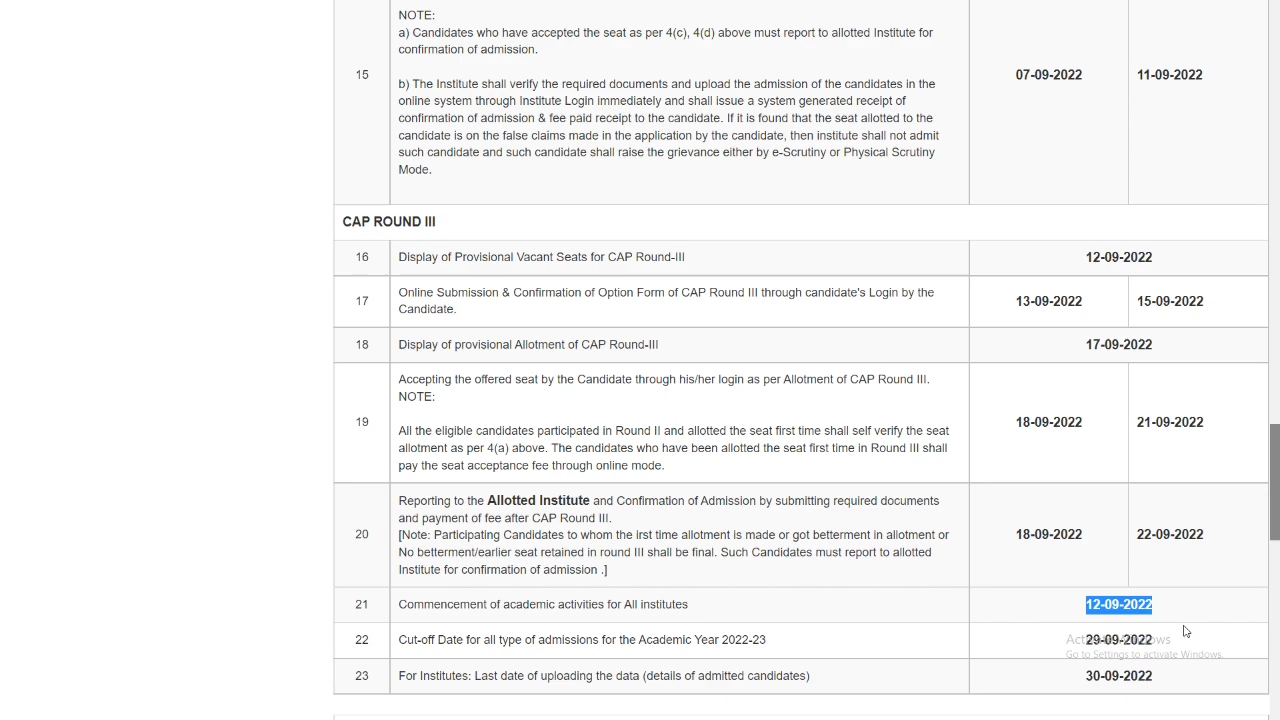 NOTE:
a) Candidates who have accepted the seat as per 4(c), 4(d) above must report to allotted Institute for
confirmation of admission.
b) The Institute shall verify the required documents and upload the admission of the candidates in the
online system through Institute Login immediately and shall issue a system generated receipt of
confirmation of admission & fee paid receipt to the candidate. If it is found that the seat allotted to the
candidate is on the false claims made in the application by the candidate, then institute shall not admit
such candidate and such candidate shall raise the grievance either by e-Scrutiny or Physical Scrutiny
Mode.
15
07-09-2022
11-09-2022
CAP ROUND III
16
Display of Provisional Vacant Seats for CAP Round-III
12-09-2022
17
Online Submission & Confirmation of Option Form of CAP Round III through candidate's Login by the
Candidate.
13-09-2022
15-09-2022
18
Display of provisional Allotment of CAP Round-III
17-09-2022
19
Accepting the offered seat by the Candidate through his/her login as per Allotment of CAP Round III.
NOTE:
All the eligible candidates participated in Round II and allotted the seat first time shall self verify the seat
allotment as per 4(a) above. The candidates who have been allotted the seat first time in Round III shall
pay the seat acceptance fee through online mode.
18-09-2022
21-09-2022
20
Reporting to the Allotted Institute and Confirmation of Admission by submitting required documents
and payment of fee after CAP Round III.
[Note: Participating Candidates to whom the irst time allotment is made or got betterment in allotment or
No betterment/earlier seat retained in round III shall be final. Such Candidates must report to allotted
Institute for confirmation of admission .]
18-09-2022
22-09-2022
21
Commencement of academic activities for All institutes
12-09-2022
22
Cut-off Date for all type of admissions for the Academic Year 2022-23
29-09-2022
Activate Windows
Go to Settings to activate Windows.
23
For Institutes: Last date of uploading the data (details of admitted candidates)
30-09-2022